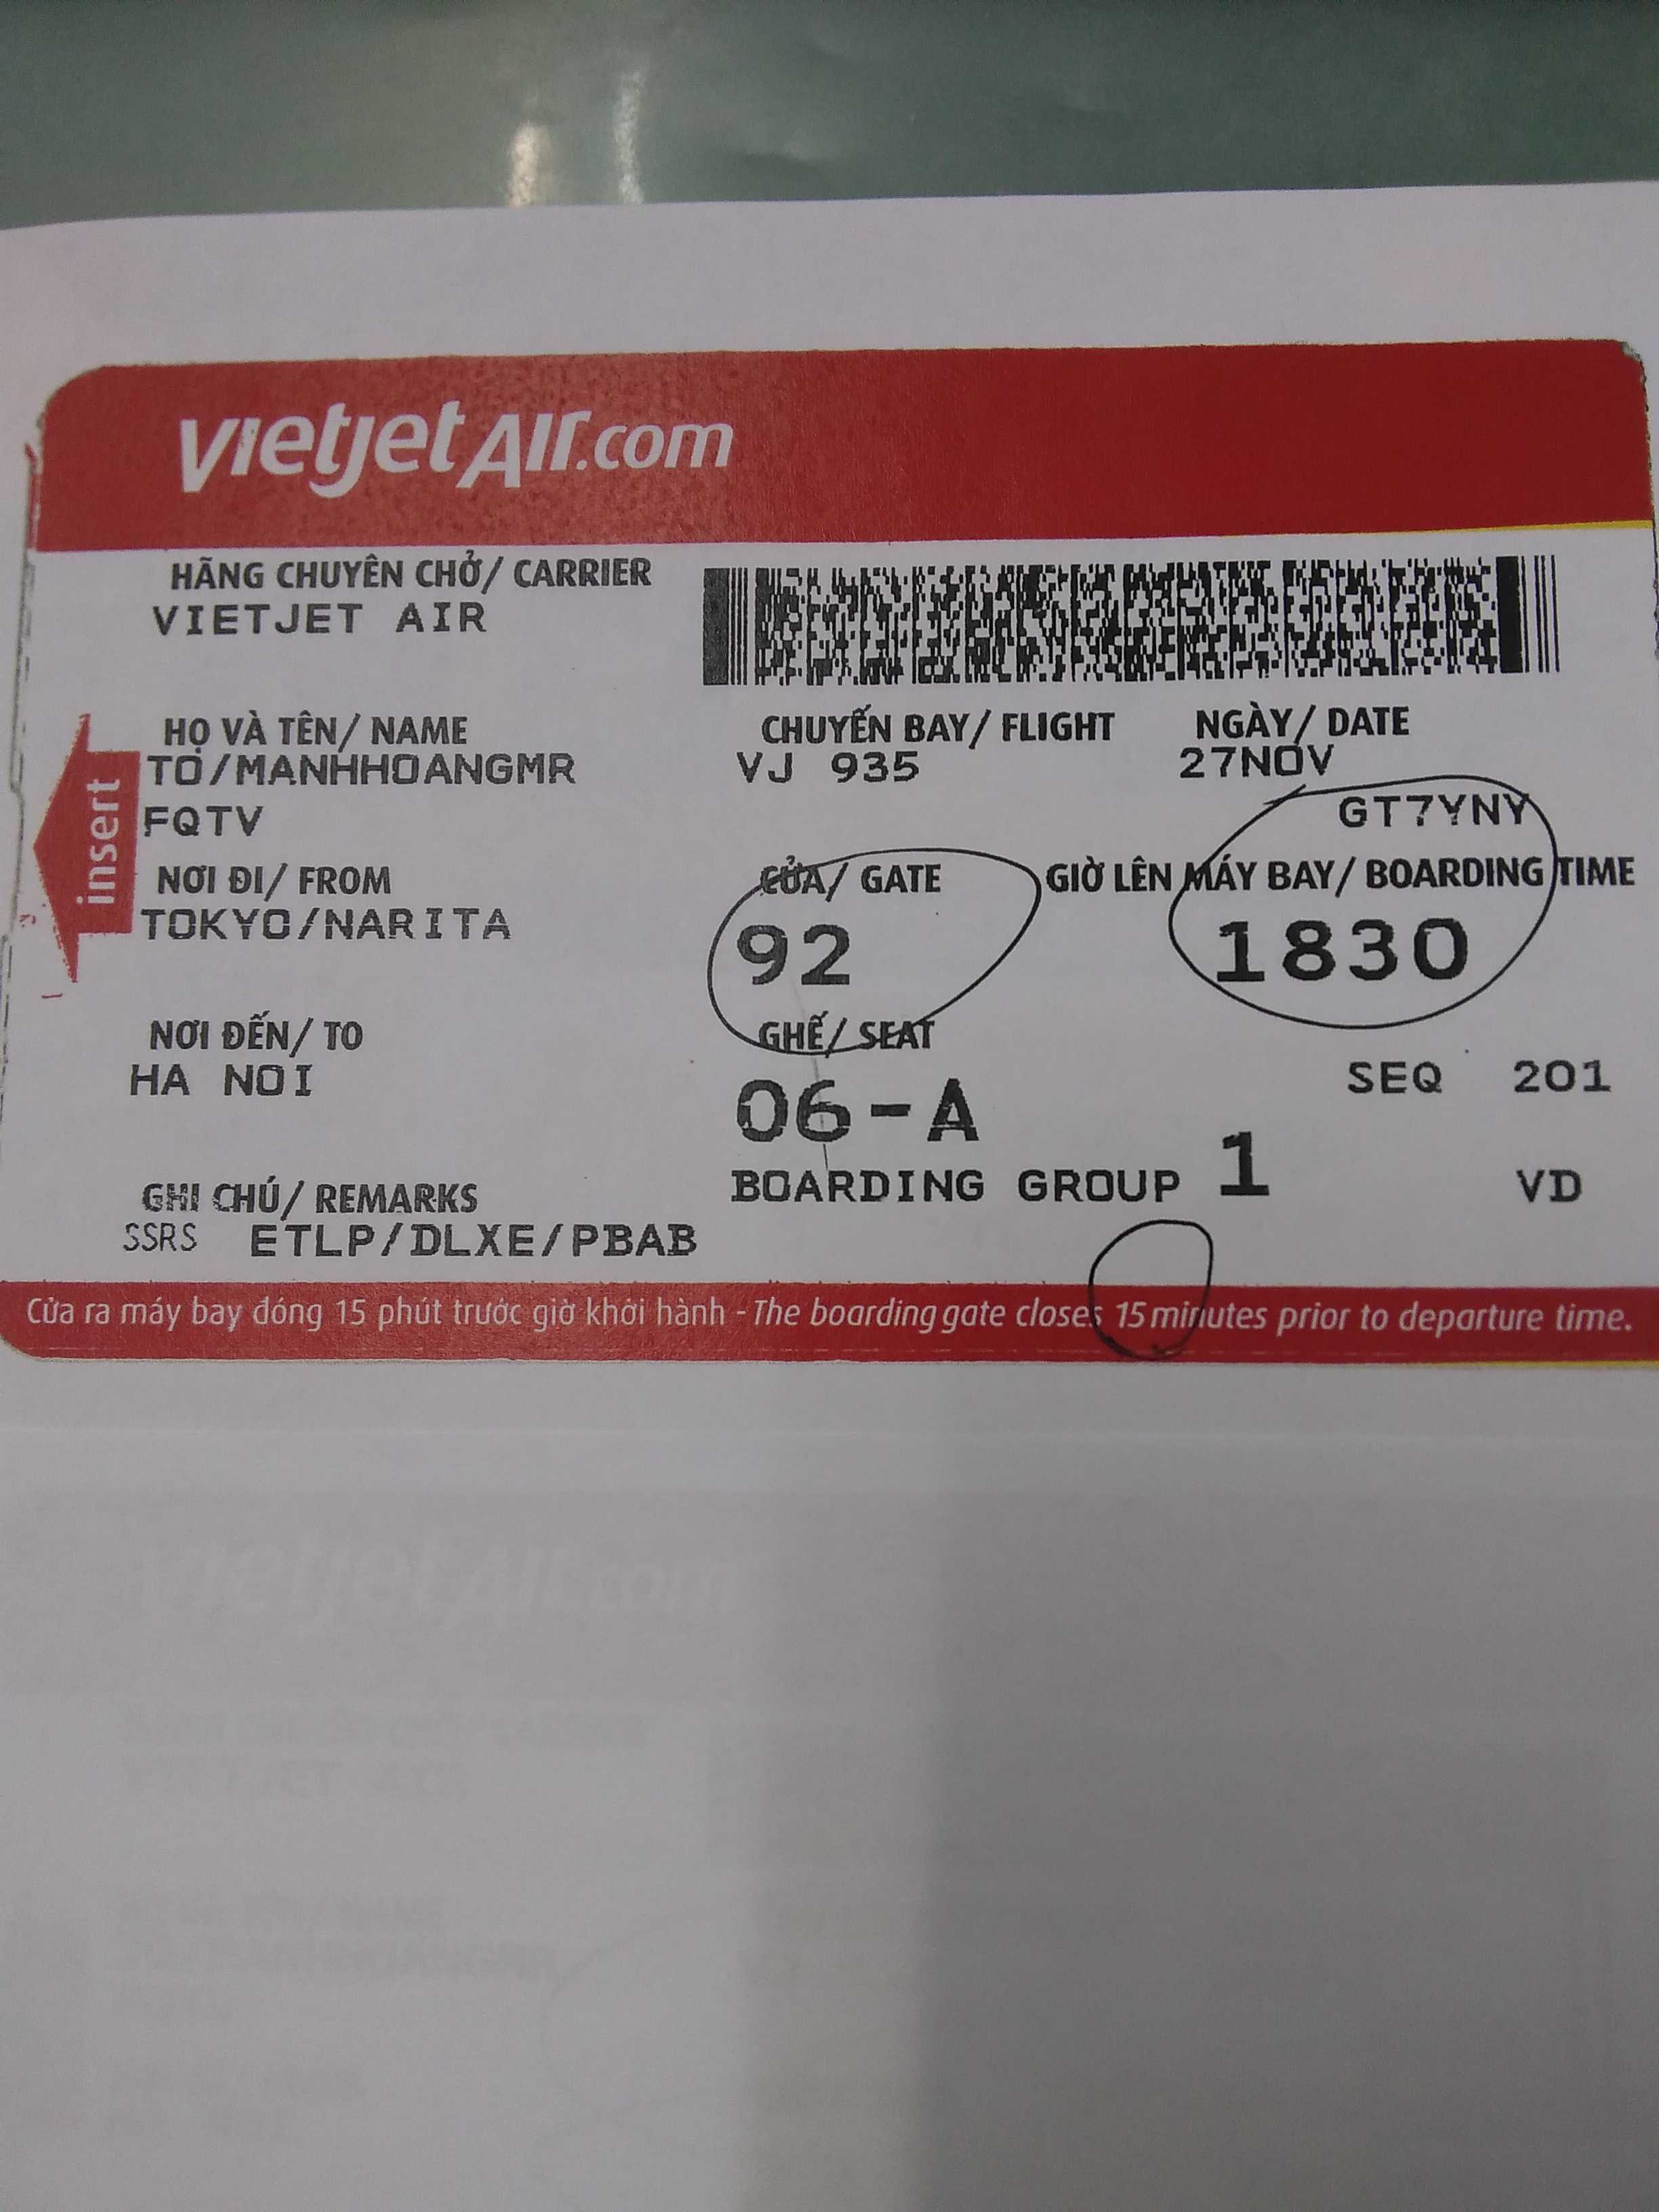 vietjetAir.com
HÃNG CHUYÊN CHỞ/ CARRIER
VIETJET AIR
HỌ VÀ TÊN/ NAME CHUYẾN BAY/ FLIGHT NGÀY/ DATE
TO/MANHHOANGMR VJ 935 27NOV
FQTV GT7YNY
NƠI ĐI/ FROM CỬA/ GATE GIỜ LÊN MÁY BAY/ BOARDING TIME
TOKYO/NARITA 92 1830
insert
NƠI ĐẾN/ TO GHẾ/ SEAT
HA NOI 06-A SEQ 201
GHI CHÚ/ REMARKS BOARDING GROUP 1 VD
SSRS ETLP/DLXE/PBAB
Cửa ra máy bay đóng 15 phút trước giờ khởi hành - The boarding gate closes 15 minutes prior to departure time.